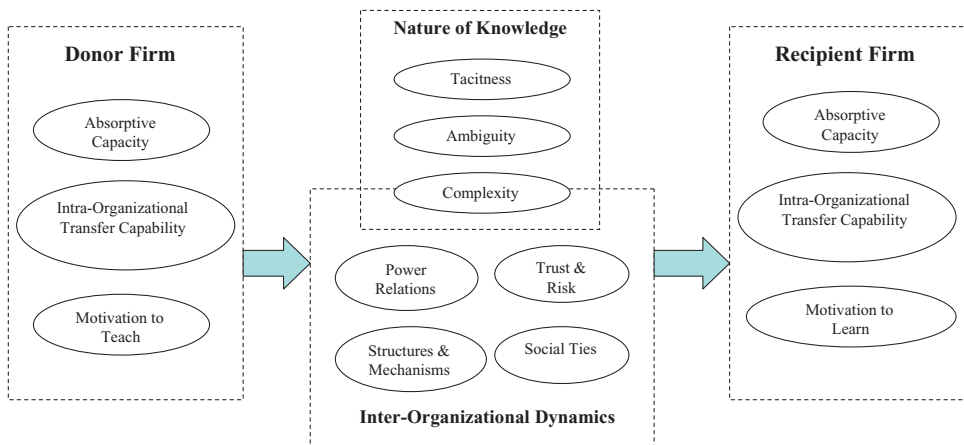 Donor Firm
Absorptive
Capacity
Intra-Organizational
Transfer Capability
Motivation to
Teach
Nature of Knowledge
Tacitness
Ambiguity
Complexity
Power
Relations
Trust &
Risk
Structures &
Mechanisms
Social Ties
Inter-Organizational Dynamics
Recipient Firm
Absorptive
Capacity
Intra-Organizational
Transfer Capability
Motivation to
Learn